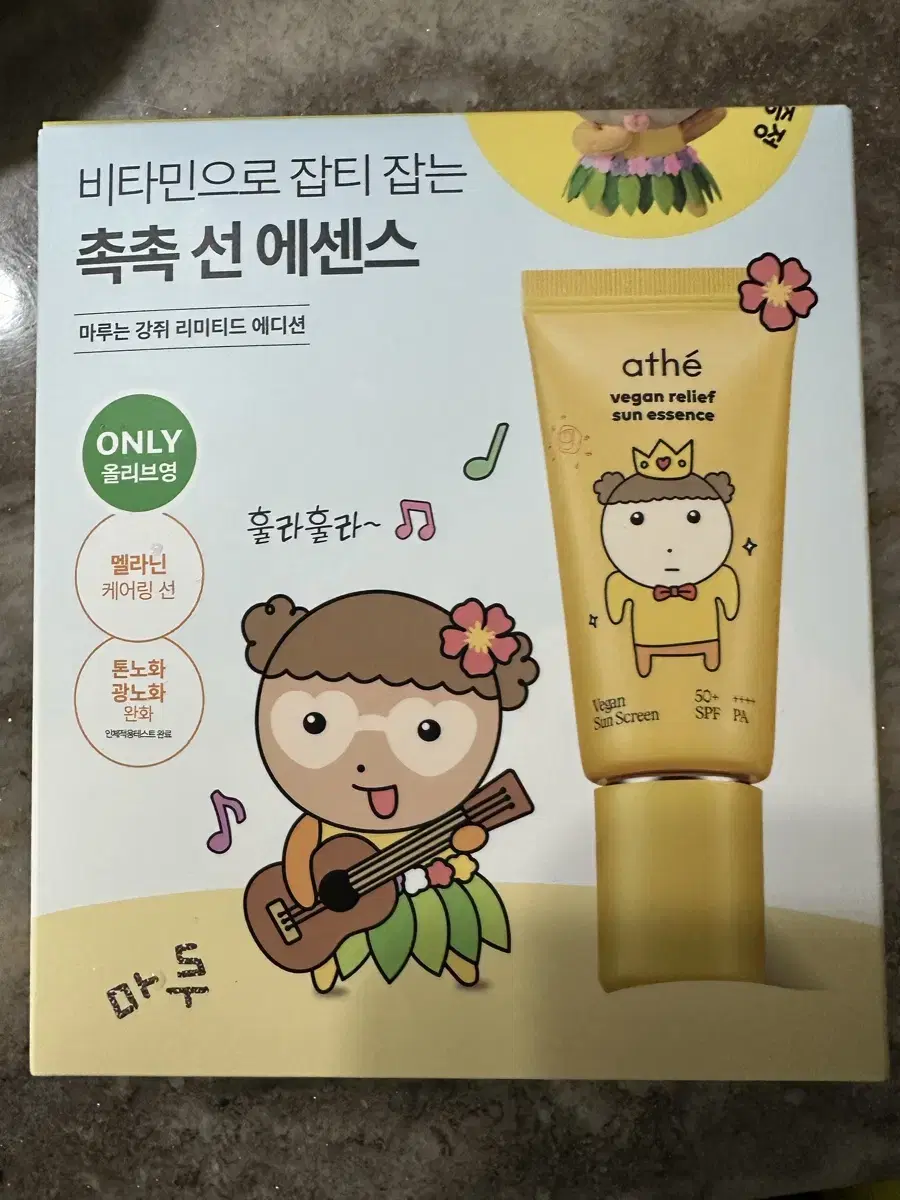 비타민으로 잡티 잡는
촉촉 선 에센스
마루는 강쥐 리미티드 에디션
ONLY
올리브영
멜라닌
케어링 선
톤노화
광노화
완화
인체적용테스트 완료
훌라훌라~
마루
athé
vegan relief
sun essence
Vegan
Sun Screen
50+
SPF
++++
PA